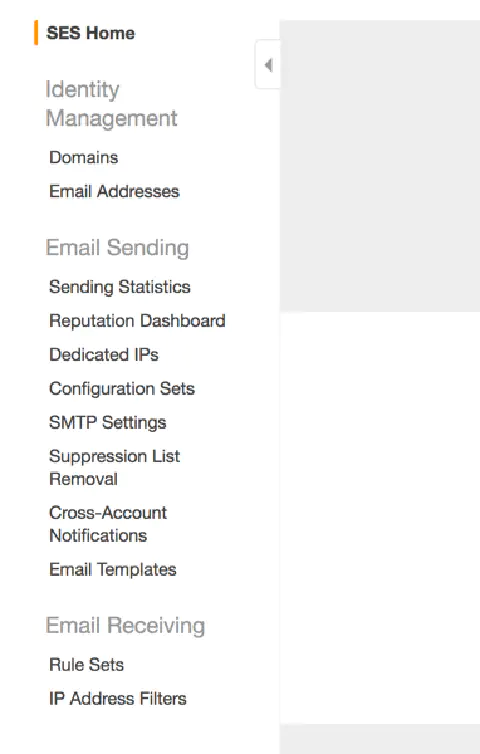 SES Home
Identity
Management
Domains
Email Addresses
Email Sending
Sending Statistics
Reputation Dashboard
Dedicated IPs
Configuration Sets
SMTP Settings
Suppression List
Removal
Cross-Account
Notifications
Email Templates
Email Receiving
Rule Sets
IP Address Filters